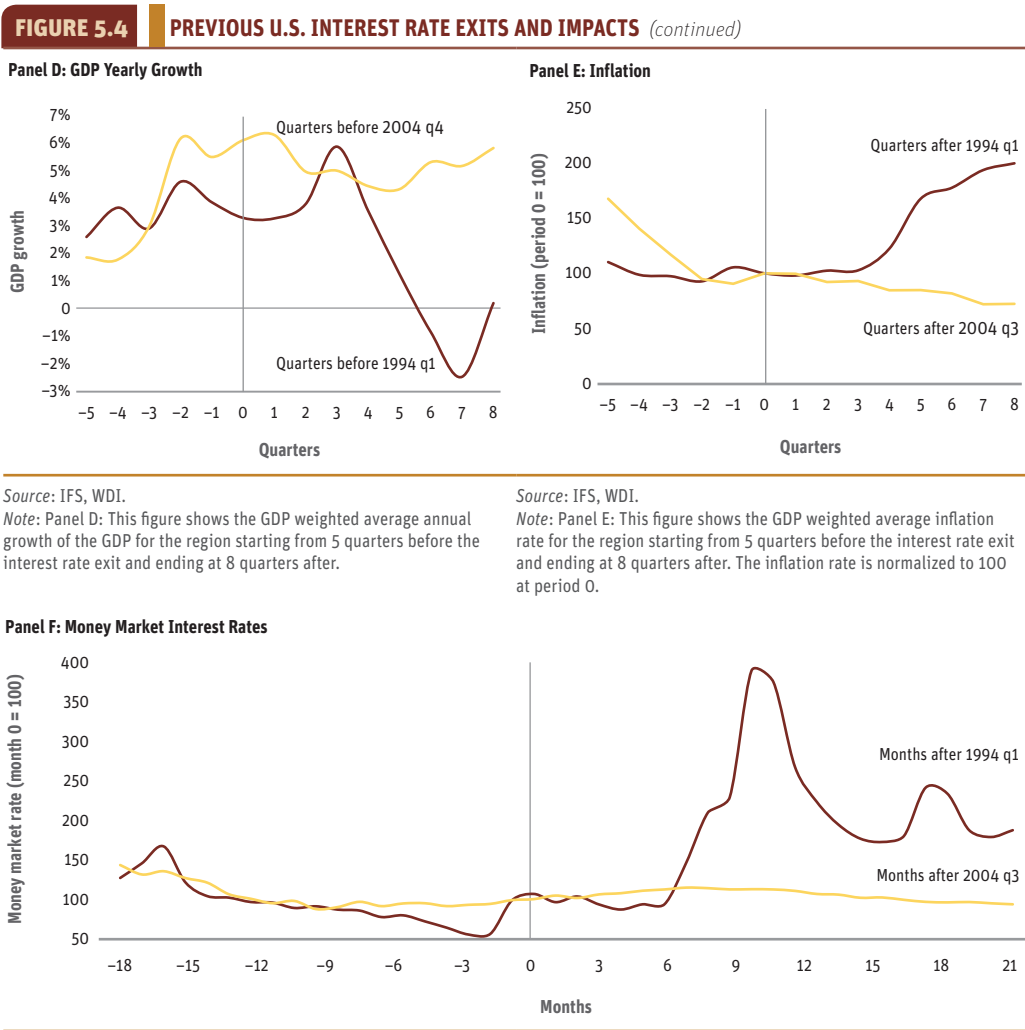 FIGURE 5.4 PREVIOUS U.S. INTEREST RATE EXITS AND IMPACTS (continued)
Panel D: GDP Yearly Growth
GDP growth
7%
6%
5%
4%
3%
2%
1%
0
−1%
−2%
−3%
Quarters before 2004 q4
Quarters before 1994 q1
−5 −4 −3 −2 −1 0 1 2 3 4 5 6 7 8
Quarters
Panel E: Inflation
Inflation (period 0 = 100)
250
200
150
100
50
0
Quarters after 1994 q1
Quarters after 2004 q3
−5 −4 −3 −2 −1 0 1 2 3 4 5 6 7 8
Quarters
Source: IFS, WDI.
Note: Panel D: This figure shows the GDP weighted average annual
growth of the GDP for the region starting from 5 quarters before the
interest rate exit and ending at 8 quarters after.
Source: IFS, WDI.
Note: Panel E: This figure shows the GDP weighted average inflation
rate for the region starting from 5 quarters before the interest rate exit
and ending at 8 quarters after. The inflation rate is normalized to 100
at period 0.
Panel F: Money Market Interest Rates
Money market rate (month 0 = 100)
400
350
300
250
200
150
100
50
Months after 1994 q1
Months after 2004 q3
−18 −15 −12 −9 −6 −3 0 3 6 9 12 15 18 21
Months